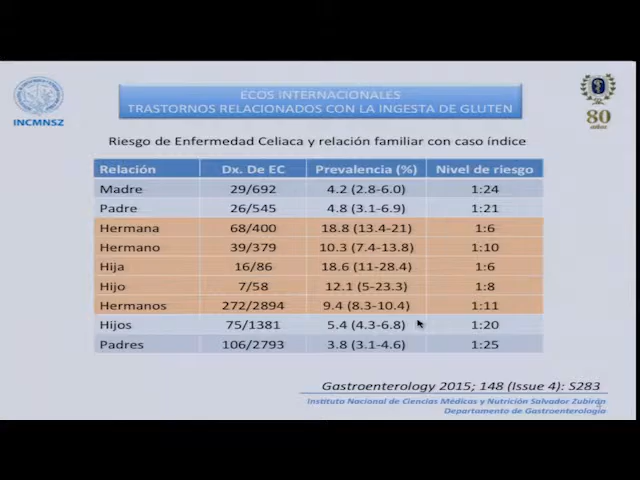 INCMNSZ
ECOS INTERNACIONALES
TRASTORNOS RELACIONADOS CON LA INGESTA DE GLUTEN
80
Riesgo de Enfermedad Celiaca y relación familiar con caso índice
Relación Dx. De EC Prevalencia (%) Nivel de riesgo
Madre 29/692 4.2 (2.8-6.0) 1:24
Padre 26/545 4.8 (3.1-6.9) 1:21
Hermana 68/400 18.8 (13.4-21) 1:6
Hermano 39/379 10.3 (7.4-13.8) 1:10
Hija 16/86 18.6 (11-28.4) 1:6
Hijo 7/58 12.1 (5-23.3) 1:8
Hermanos 272/2894 9.4 (8.3-10.4) 1:11
Hijos 75/1381 5.4 (4.3-6.8) 1:20
Padres 106/2793 3.8 (3.1-4.6) 1:25
Gastroenterology 2015; 148 (Issue 4): S283
Instituto Nacional de Ciencias Médicas y Nutrición Salvador Zubirán
Departamento de Gastroenterología